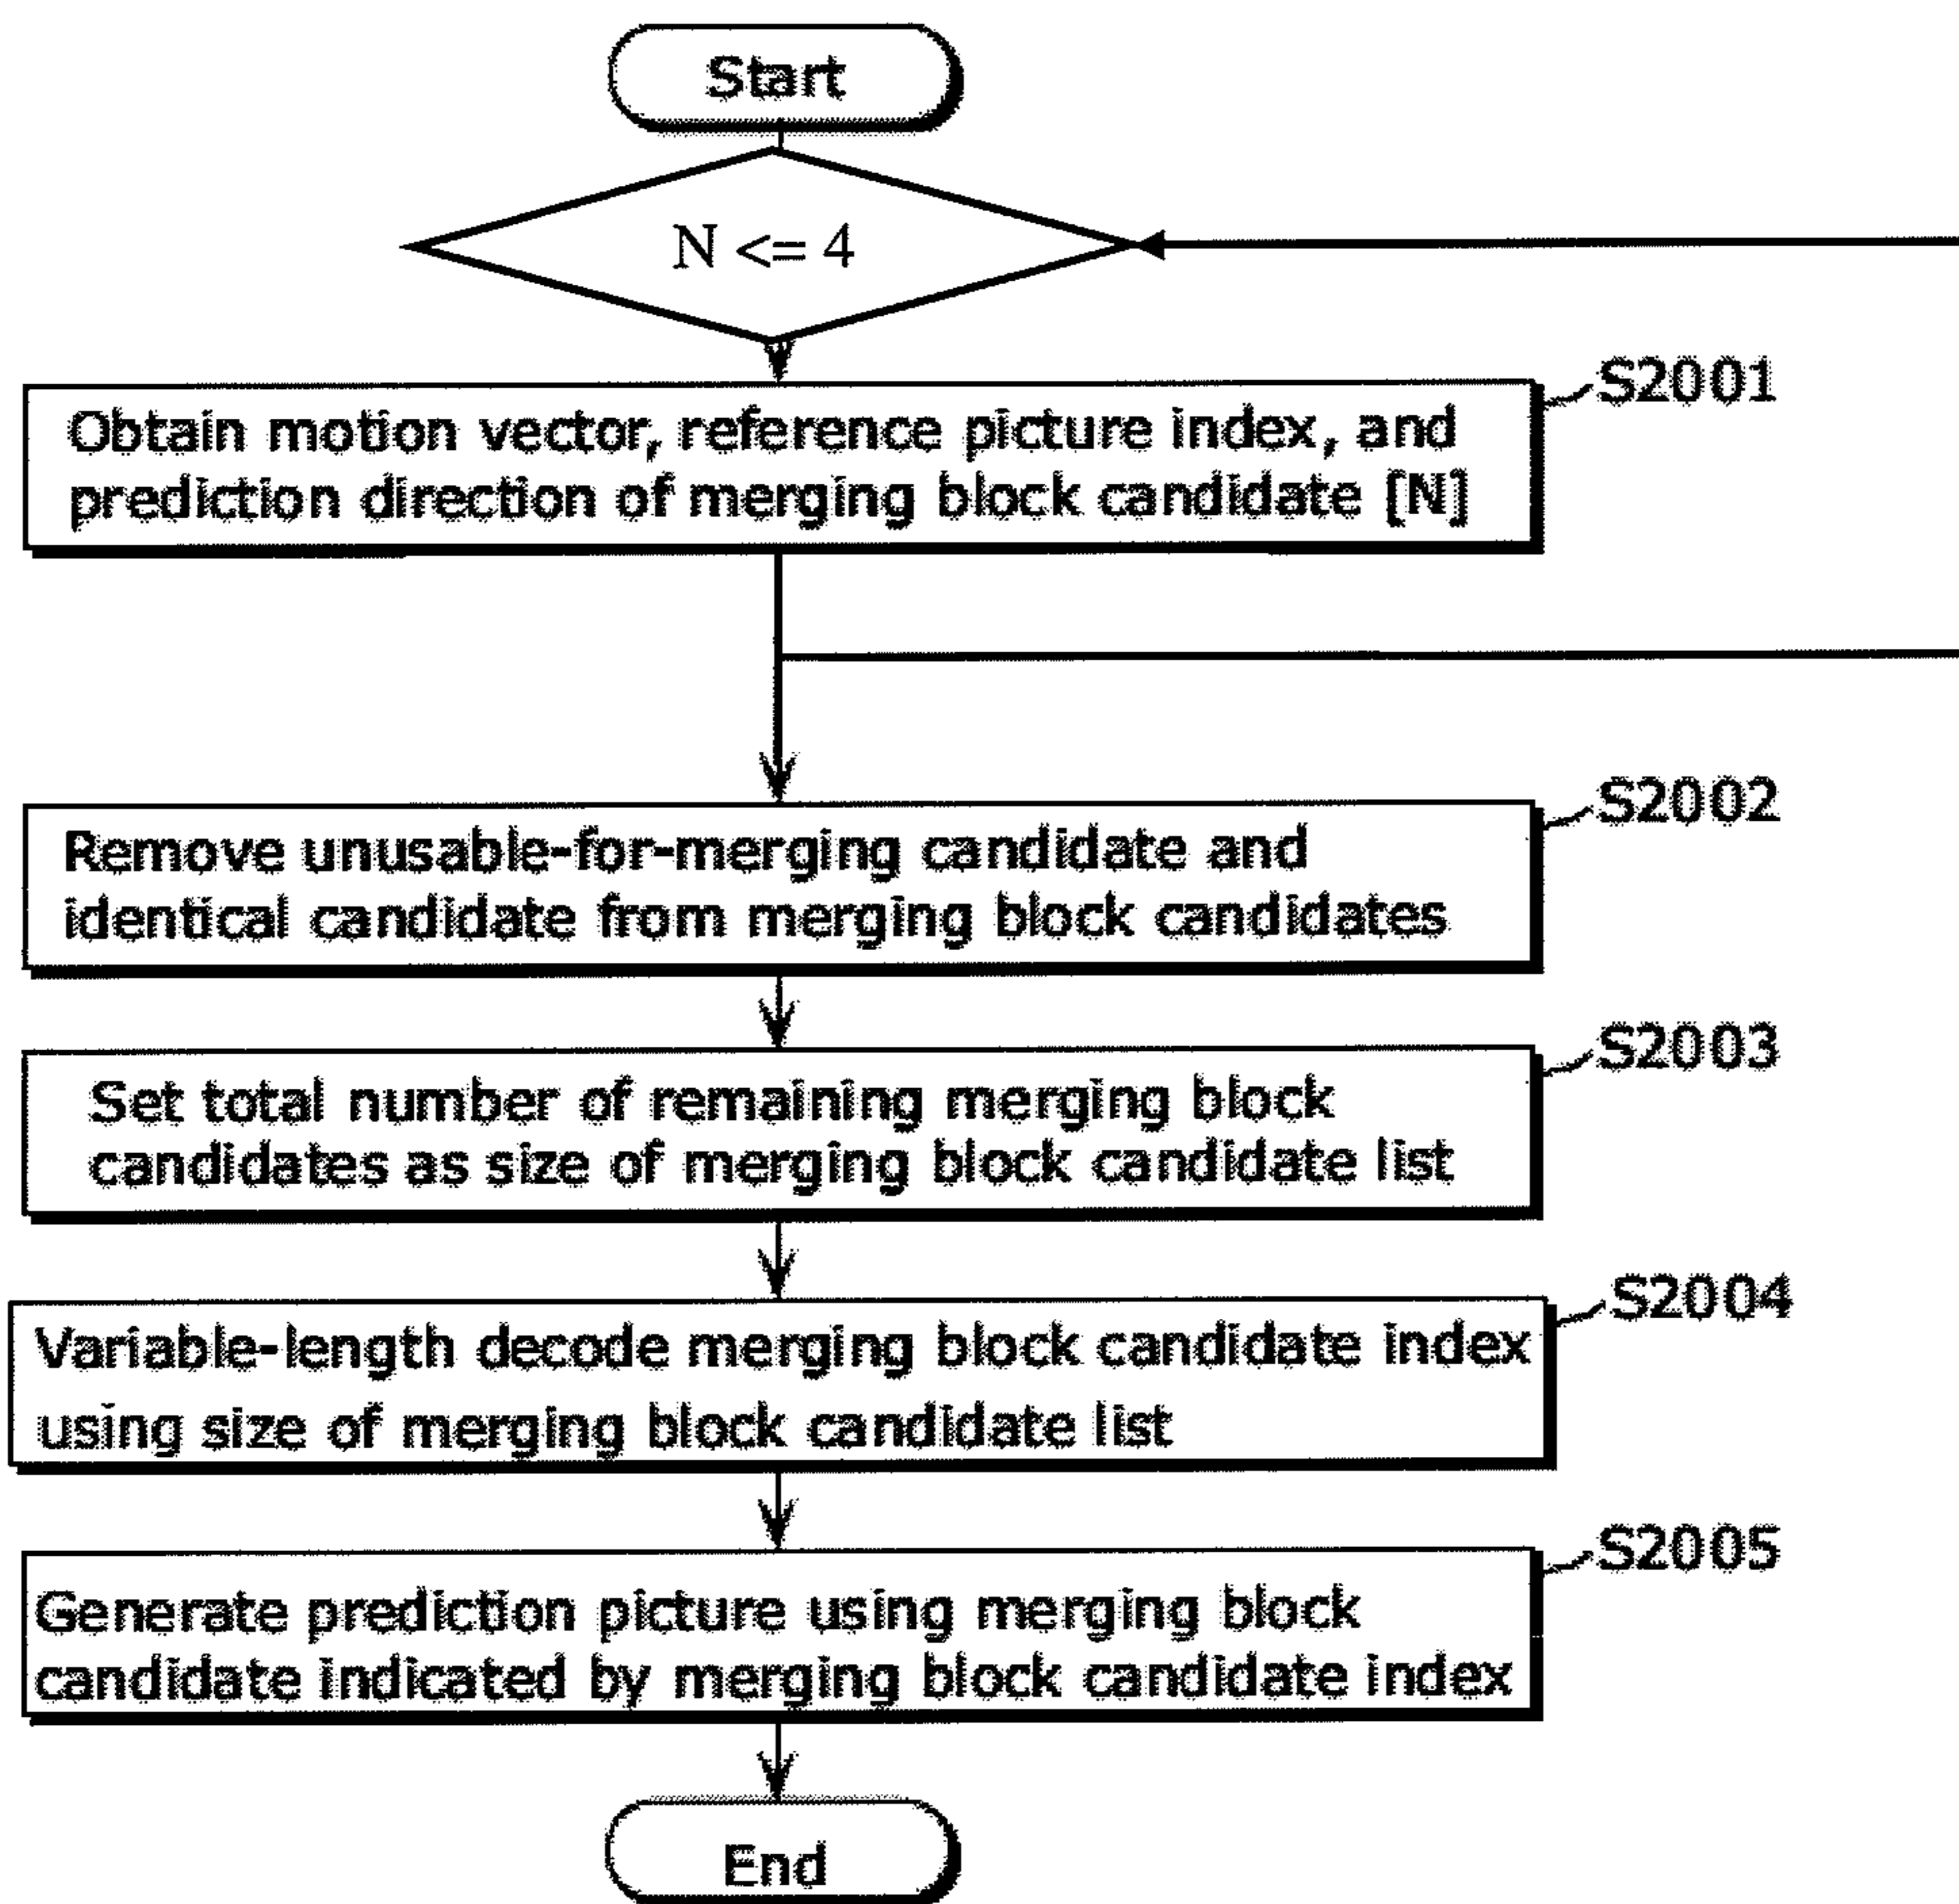 Start
N <= 4
S2001
Obtain motion vector, reference picture index, and
prediction direction of merging block candidate [N]
S2002
Remove unusable-for-merging candidate and
identical candidate from merging block candidates
S2003
Set total number of remaining merging block
candidates as size of merging block candidate list
S2004
Variable-length decode merging block candidate index
using size of merging block candidate list
S2005
Generate prediction picture using merging block
candidate indicated by merging block candidate index
End